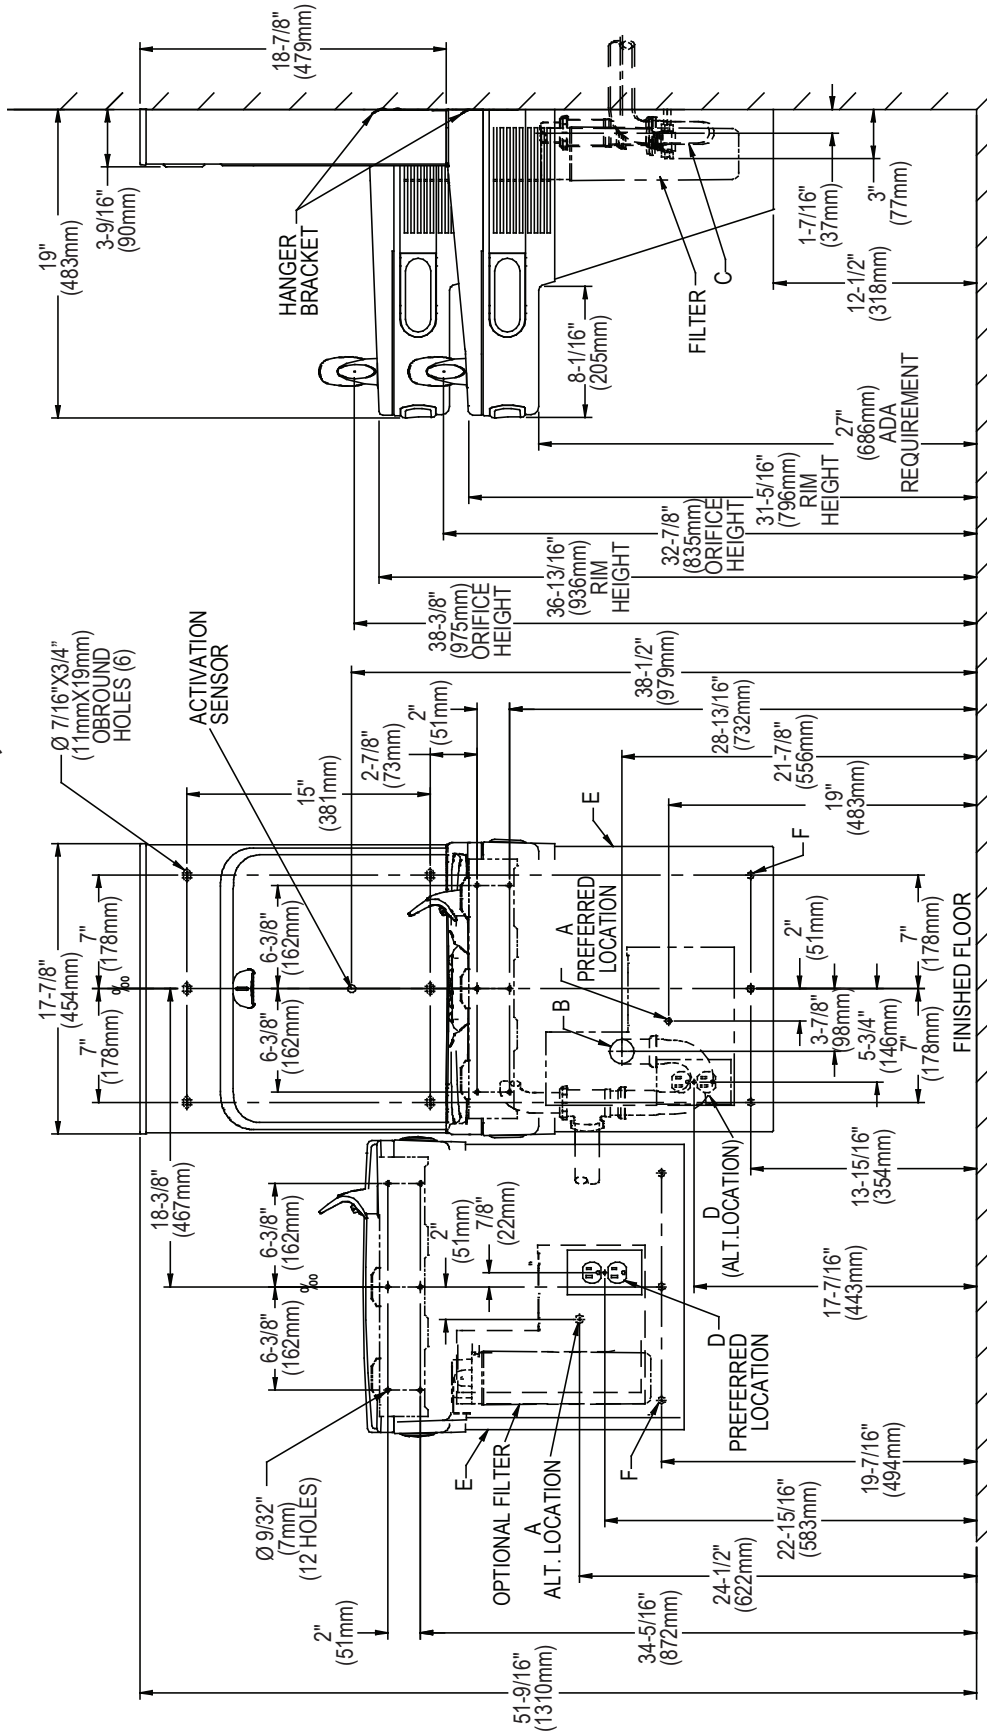 18-7/8"
(479mm)
19"
(483mm)
3-9/16"
(90mm)
HANGER
BRACKET
8-1/16"
(205mm)
FILTER
C
1-7/16"
(37mm)
3"
(77mm)
12-1/2"
(318mm)
27"
(686mm)
ADA
REQUIREMENT
31-5/16"
(796mm)
RIM
HEIGHT
32-7/8"
(835mm)
ORIFICE
HEIGHT
36-13/16"
(936mm)
RIM
HEIGHT
38-3/8"
(975mm)
ORIFICE
HEIGHT
Ø 7/16"X3/4"
(11mmX19mm)
OBROUND
HOLES (6)
ACTIVATION
SENSOR
15"
(381mm)
2-7/8"
(73mm)
2"
(51mm)
38-1/2"
(979mm)
28-13/16"
(732mm)
21-7/8"
(556mm)
19"
(483mm)
17-7/8"
(454mm)
7"
(178mm)
7"
(178mm)
6-3/8"
(162mm)
6-3/8"
(162mm)
E
A
PREFERRED
LOCATION
B
F
2"
(51mm)
3-7/8"
(98mm)
5-3/4"
(146mm)
7"
(178mm)
7"
(178mm)
FINISHED FLOOR
D
(ALT.LOCATION)
13-15/16"
(354mm)
17-7/16"
(443mm)
18-3/8"
(467mm)
6-3/8"
(162mm)
6-3/8"
(162mm)
2"
(51mm)
7/8"
(22mm)
Ø 9/32"
(7mm)
(12 HOLES)
E
OPTIONAL FILTER
A
ALT. LOCATION
F
D
PREFERRED
LOCATION
19-7/16"
(494mm)
22-15/16"
(583mm)
24-1/2"
(622mm)
34-5/16"
(872mm)
2"
(51mm)
51-9/16"
(1310mm)